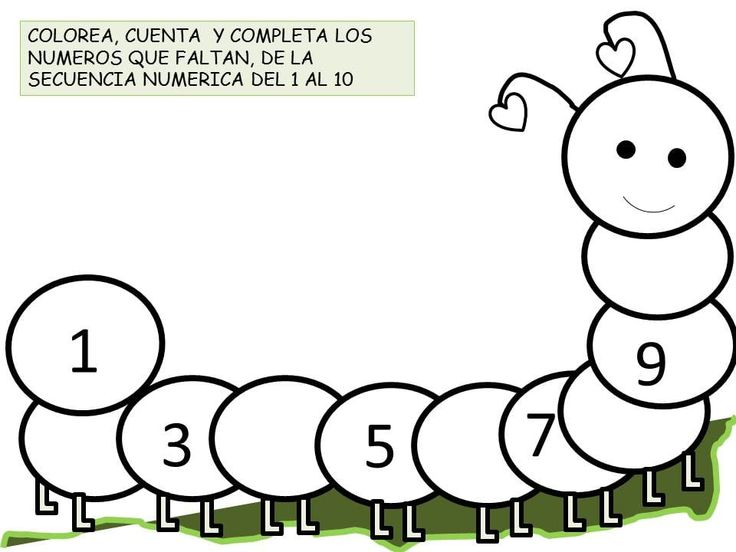 COLOREA, CUENTA Y COMPLETA LOS
NUMEROS QUE FALTAN, DE LA
SECUENCIA NUMERICA DEL 1 AL 10
1
3
5
7
9